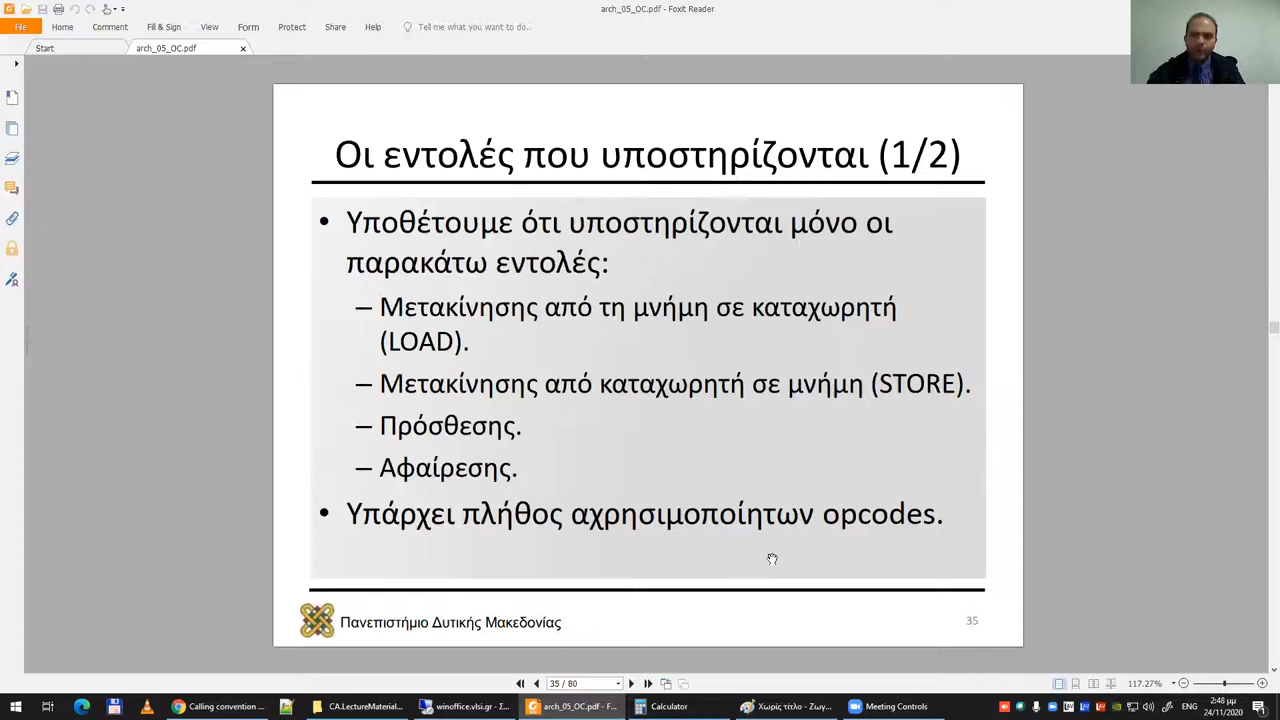 arch_05_OC.pdf - Foxit Reader
File Home Comment Fill & Sign View Form Protect Share Help Tell me what you want to do..
Start arch_05_OC.pdf
Οι εντολές που υποστηρίζονται (1/2)
• Υποθέτουμε ότι υποστηρίζονται μόνο οι
παρακάτω εντολές:
– Μετακίνησης από τη μνήμη σε καταχωρητή
(LOAD).
– Μετακίνησης από καταχωρητή σε μνήμη (STORE).
– Πρόσθεσης.
– Αφαίρεσης.
• Υπάρχει πλήθος αχρησιμοποίητων opcodes.
Πανεπιστήμιο Δυτικής Μακεδονίας
35
35 / 80
117.27%
Calling convention ... CA.LectureMaterial... winoffice.vlsi.gr - Σ... arch_05_OC.pdf - F... Calculator Χωρίς τίτλο - Ζωγ... Meeting Controls
2:48 μμ
24/11/2020